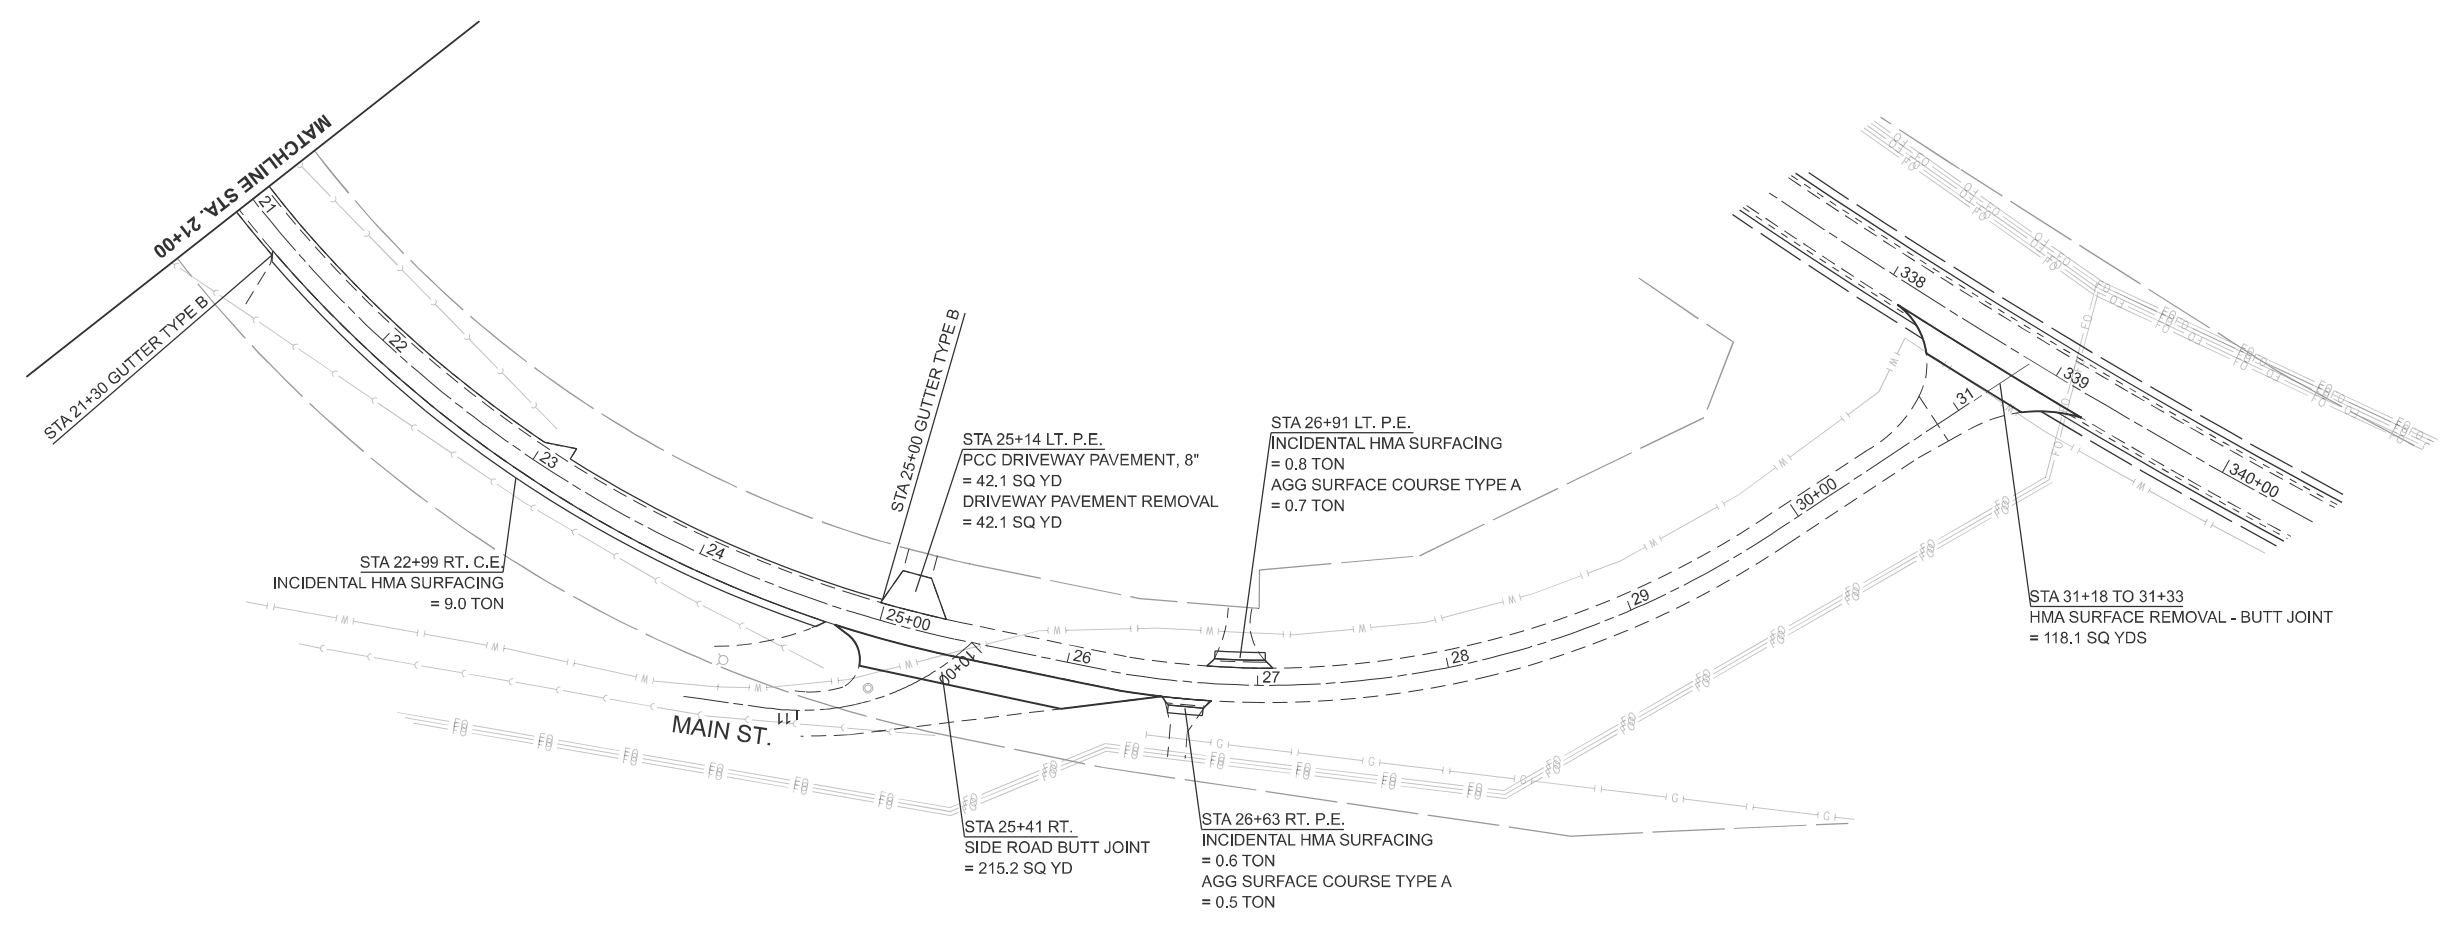 MATCHLINE STA. 21+00
STA 21+30 GUTTER TYPE B
21
22
23
24
25+00
26
27
28
29
30+00
31
STA 22+99 RT. C.E.
INCIDENTAL HMA SURFACING
= 9.0 TON
STA 25+00 GUTTER TYPE B
STA 25+14 LT. P.E.
PCC DRIVEWAY PAVEMENT, 8"
= 42.1 SQ YD
DRIVEWAY PAVEMENT REMOVAL
= 42.1 SQ YD
STA 26+91 LT. P.E.
INCIDENTAL HMA SURFACING
= 0.8 TON
AGG SURFACE COURSE TYPE A
= 0.7 TON
338
339
340+00
STA 31+18 TO 31+33
HMA SURFACE REMOVAL - BUTT JOINT
= 118.1 SQ YDS
10+00
11
MAIN ST.
STA 25+41 RT.
SIDE ROAD BUTT JOINT
= 215.2 SQ YD
STA 26+63 RT. P.E.
INCIDENTAL HMA SURFACING
= 0.6 TON
AGG SURFACE COURSE TYPE A
= 0.5 TON